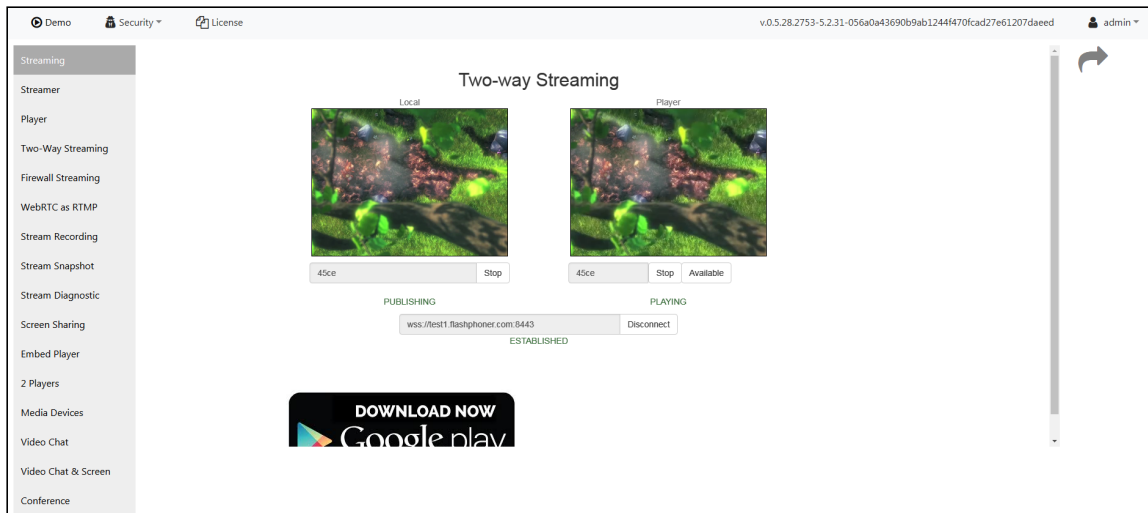 Demo
Security
License
v.0.5.28.2753-5.2.31-056a0a43690b9ab1244f470fcad27e61207daeed
admin
Streaming
Streamer
Player
Two-Way Streaming
Firewall Streaming
WebRTC as RTMP
Stream Recording
Stream Snapshot
Stream Diagnostic
Screen Sharing
Embed Player
2 Players
Media Devices
Video Chat
Video Chat & Screen
Conference
Two-way Streaming
Local
Player
45ce
Stop
45ce
Stop
Available
PUBLISHING
PLAYING
wss://test1.flashphoner.com:8443
Disconnect
ESTABLISHED
DOWNLOAD NOW
Google play